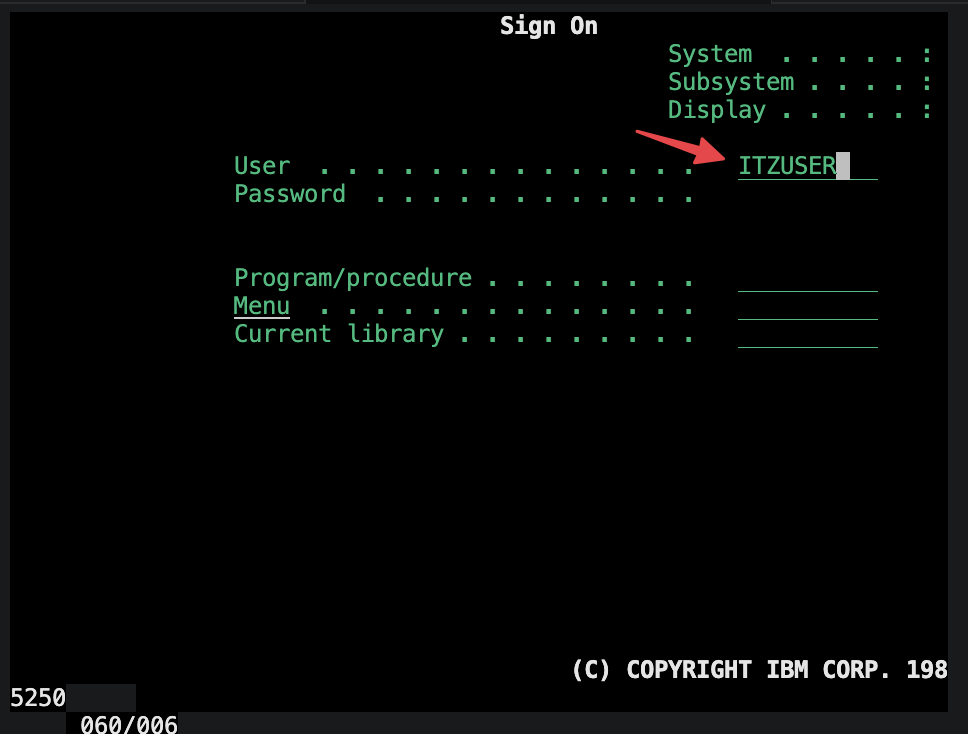 Sign On
System . . . . . :
Subsystem . . . . :
Display . . . . . :
User . . . . . . . . . . . . . . ITZUSER
Password . . . . . . . . . . . .
Program/procedure . . . . . . . .
Menu . . . . . . . . . . . . . .
Current library . . . . . . . . .
(C) COPYRIGHT IBM CORP. 198
5250
060/006